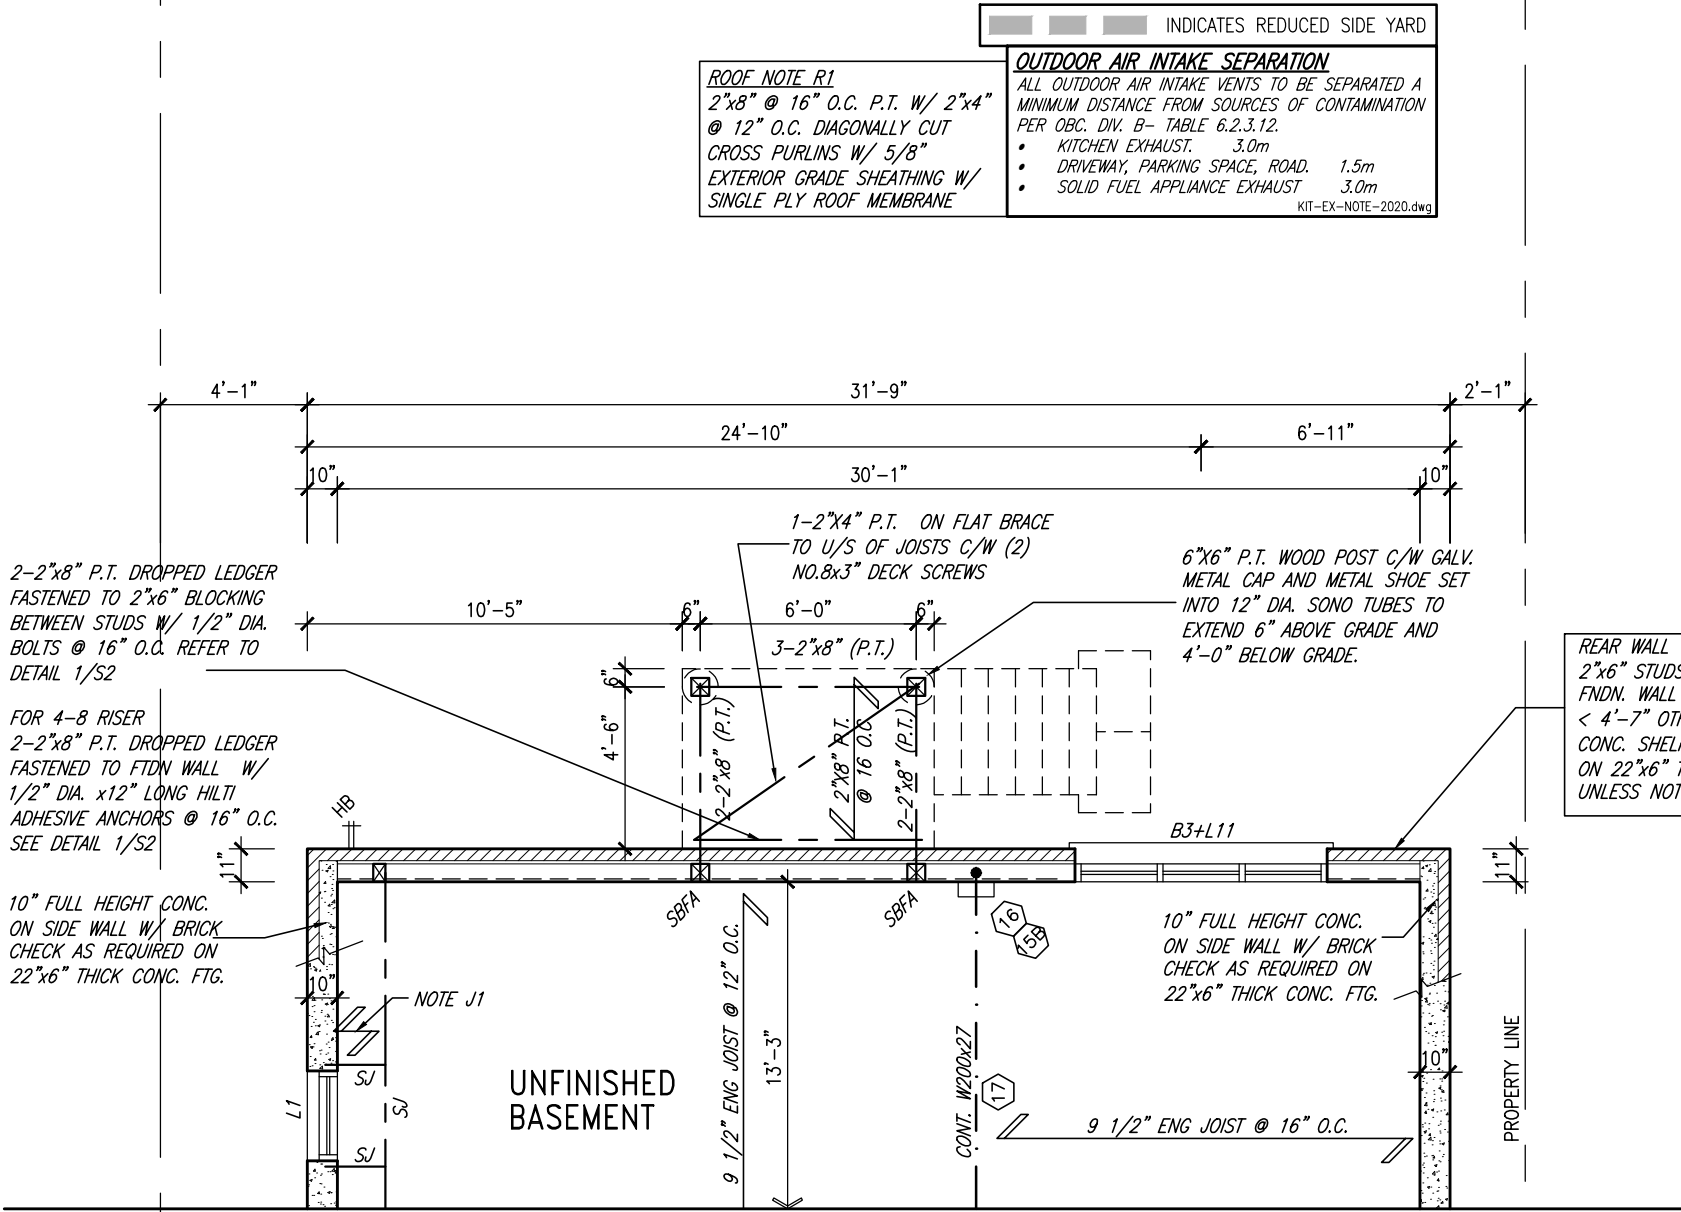 INDICATES REDUCED SIDE YARD
OUTDOOR AIR INTAKE SEPARATION
ALL OUTDOOR AIR INTAKE VENTS TO BE SEPARATED A
MINIMUM DISTANCE FROM SOURCES OF CONTAMINATION
PER OBC. DIV. B- TABLE 6.2.3.12.
• KITCHEN EXHAUST. 3.0m
• DRIVEWAY, PARKING SPACE, ROAD. 1.5m
• SOLID FUEL APPLIANCE EXHAUST 3.0m
KIT-EX-NOTE-2020.dwg
ROOF NOTE R1
2"x8" @ 16" O.C. P.T. W/ 2"x4"
@ 12" O.C. DIAGONALLY CUT
CROSS PURLINS W/ 5/8"
EXTERIOR GRADE SHEATHING W/
SINGLE PLY ROOF MEMBRANE
4'-1"
31'-9"
2'-1"
24'-10"
6'-11"
10"
30'-1"
10"
1-2"X4" P.T. ON FLAT BRACE
TO U/S OF JOISTS C/W (2)
NO.8x3" DECK SCREWS
6"X6" P.T. WOOD POST C/W GALV.
METAL CAP AND METAL SHOE SET
INTO 12" DIA. SONO TUBES TO
EXTEND 6" ABOVE GRADE AND
4'-0" BELOW GRADE.
2-2"x8" P.T. DROPPED LEDGER
FASTENED TO 2"x6" BLOCKING
BETWEEN STUDS W/ 1/2" DIA.
BOLTS @ 16" O.C. REFER TO
DETAIL 1/S2
FOR 4-8 RISER
2-2"x8" P.T. DROPPED LEDGER
FASTENED TO FTDN WALL W/
1/2" DIA. x12" LONG HILTI
ADHESIVE ANCHORS @ 16" O.C.
SEE DETAIL 1/S2
10'-5"
6"
6'-0"
6"
3-2"x8" (P.T.)
6"
4'-6"
2-2"x8" (P.T.)
2"X8" P.T.
@ 16" O.C
2-2"x8" (P.T.)
REAR WALL
2"x6" STUDS
FNDN. WALL
< 4'-7"
CONC.
ON 22"x6"
UNLESS
HB
B3+L11
11"
11"
SBFA
SBFA
10" FULL HEIGHT CONC.
ON SIDE WALL W/ BRICK
CHECK AS REQUIRED ON
22"x6" THICK CONC. FTG.
16
15B
10" FULL HEIGHT CONC.
ON SIDE WALL W/ BRICK
CHECK AS REQUIRED ON
22"x6" THICK CONC. FTG.
10"
NOTE J1
9 1/2" ENG JOIST @ 12" O.C.
13'-3"
CONT. W200x27
17
10"
PROPERTY LINE
SJ
SJ
SJ
L1
UNFINISHED
BASEMENT
9 1/2" ENG JOIST @ 16" O.C.